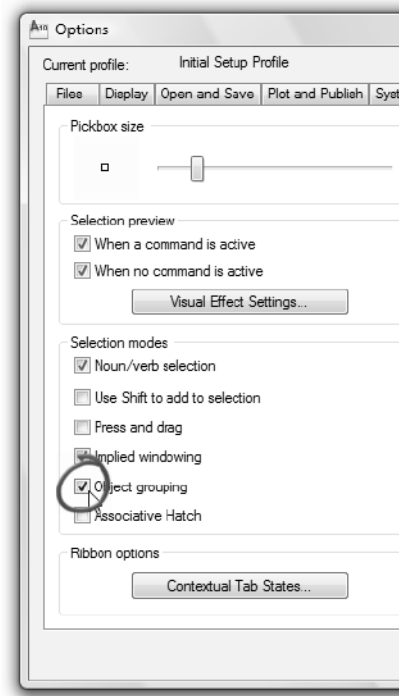 A10 Options
Current profile: Initial Setup Profile
Files Display Open and Save Plot and Publish Syst
Pickbox size
Selection preview
When a command is active
When no command is active
Visual Effect Settings...
Selection modes
Noun/verb selection
Use Shift to add to selection
Press and drag
Implied windowing
Object grouping
Associative Hatch
Ribbon options
Contextual Tab States...